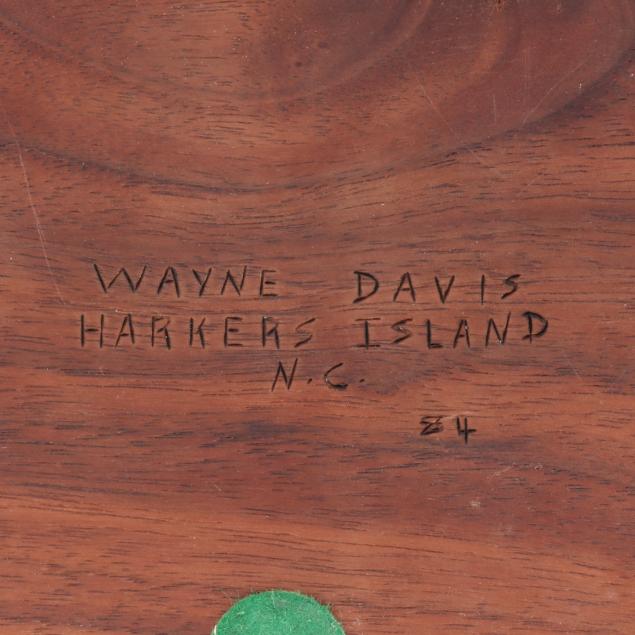 WAYNE DAVIS
HARKERS ISLAND
N.C.
84